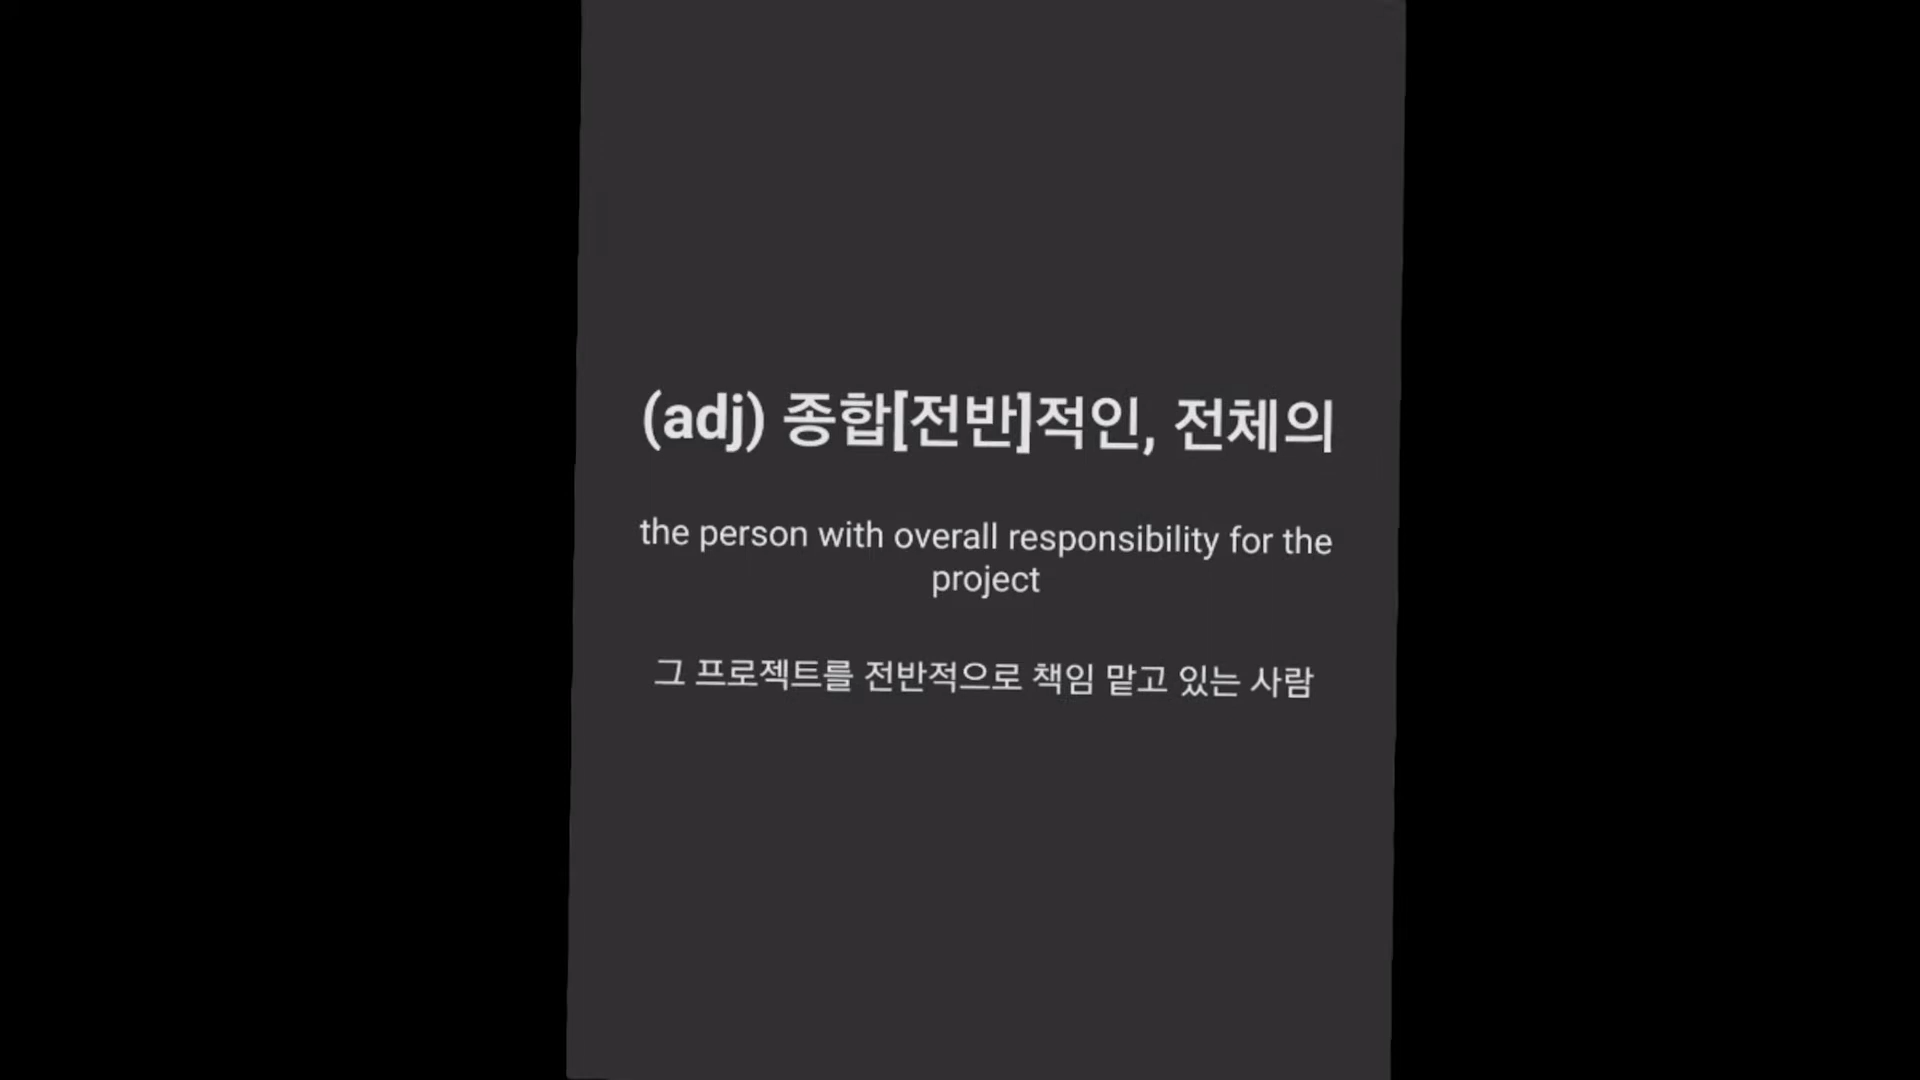 (adj) 종합[전반]적인, 전체의
the person with overall responsibility for the
project
그 프로젝트를 전반적으로 책임 맡고 있는 사람